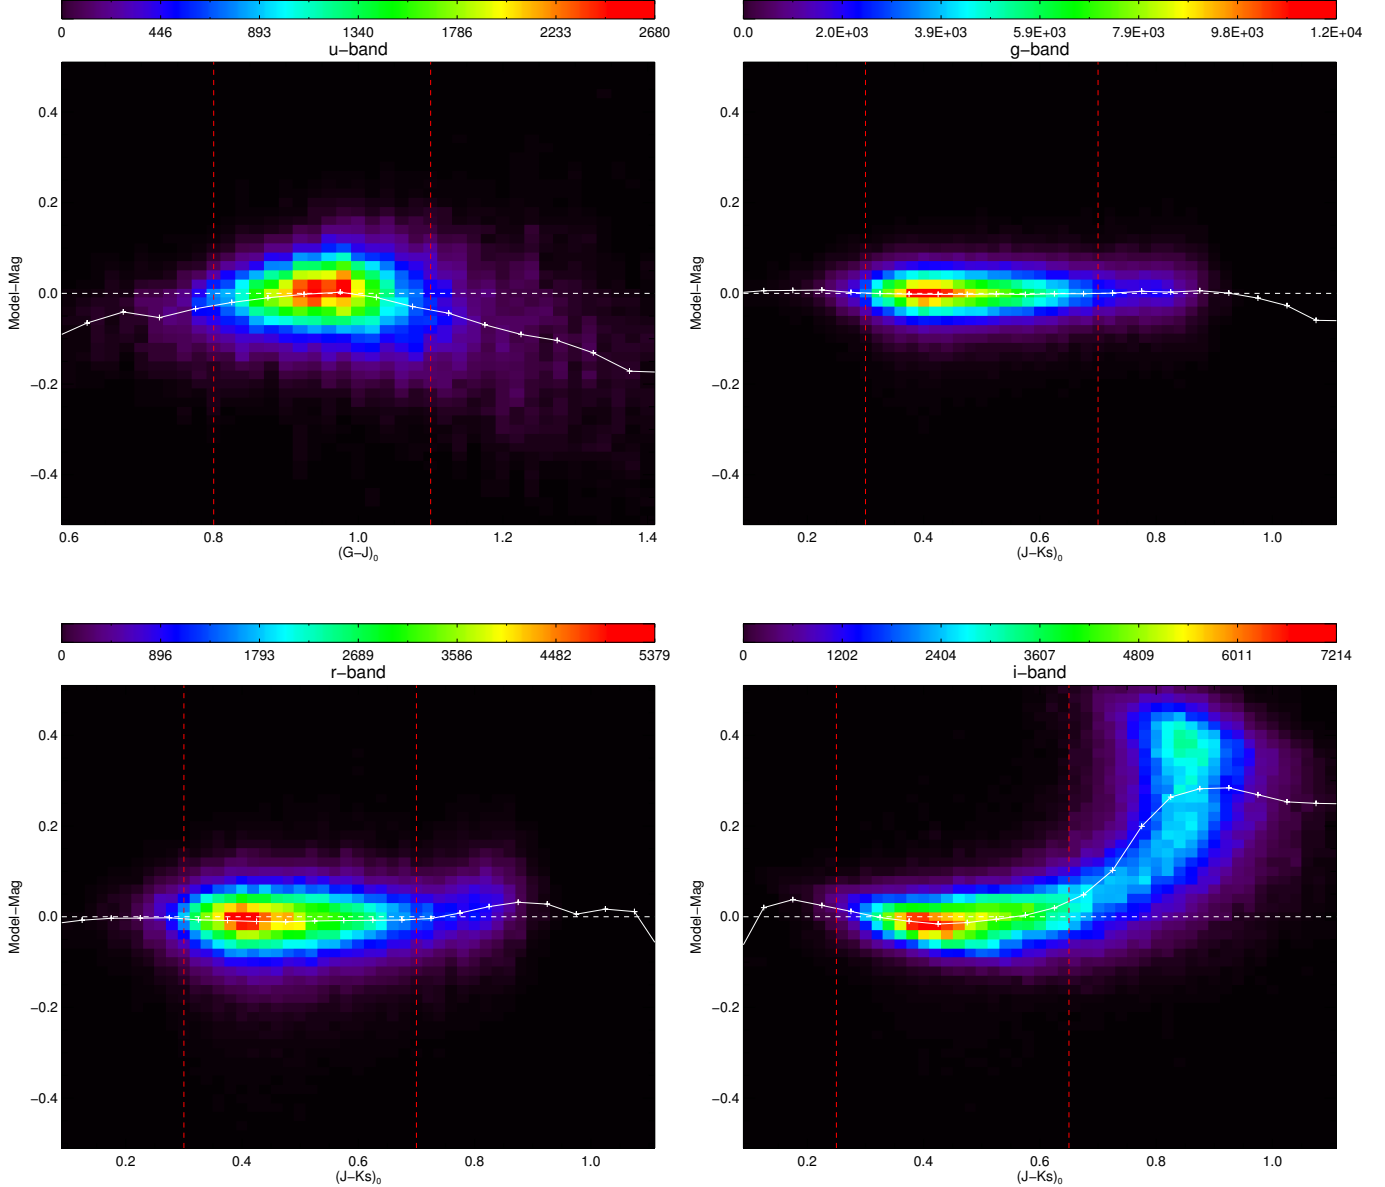 0 446 893 1340 1786 2233 2680
u−band
0.4
0.2
0.0
−0.2
−0.4
Model−Mag
0.6 0.8 1.0 1.2 1.4
(G−J)₀
0.0 2.0E+03 3.9E+03 5.9E+03 7.9E+03 9.8E+03 1.2E+04
g−band
0.4
0.2
0.0
−0.2
−0.4
Model−Mag
0.2 0.4 0.6 0.8 1.0
(J−Ks)₀
0 896 1793 2689 3586 4482 5379
r−band
0.4
0.2
0.0
−0.2
−0.4
Model−Mag
0.2 0.4 0.6 0.8 1.0
(J−Ks)₀
0 1202 2404 3607 4809 6011 7214
i−band
0.4
0.2
0.0
−0.2
−0.4
Model−Mag
0.2 0.4 0.6 0.8 1.0
(J−Ks)₀